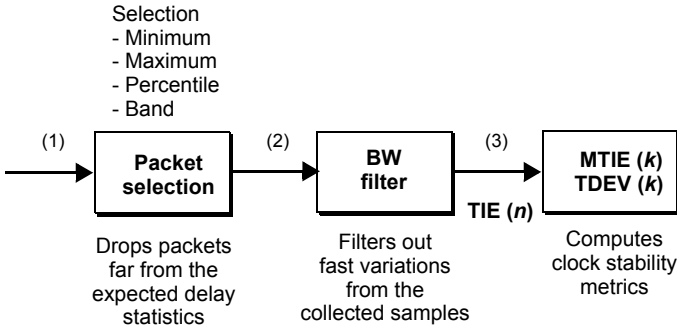 Selection
- Minimum
- Maximum
- Percentile
- Band
(1)
Packet
selection
(2)
BW
filter
(3)
TIE (n)
MTIE (k)
TDEV (k)
Drops packets
far from the
expected delay
statistics
Filters out
fast variations
from the
collected samples
Computes
clock stability
metrics